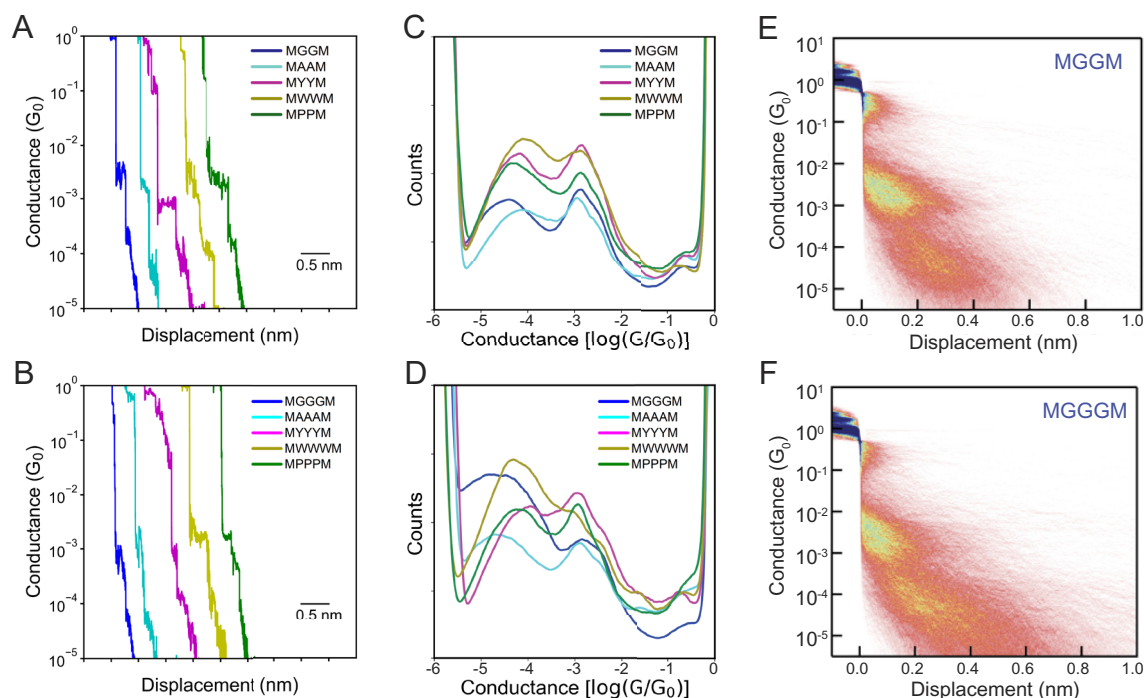 A
10⁰
10⁻¹
10⁻²
10⁻³
10⁻⁴
10⁻⁵
Conductance (G₀)
MGGM
MAAM
MYYM
MWWM
MPPM
0.5 nm
Displacement (nm)
C
Counts
MGGM
MAAM
MYYM
MWWM
MPPM
-6 -5 -4 -3 -2 -1 0
Conductance [log(G/G₀)]
E
MGGM
10¹
10⁰
10⁻¹
10⁻²
10⁻³
10⁻⁴
10⁻⁵
Conductance (G₀)
0.0 0.2 0.4 0.6 0.8 1.0
Displacement (nm)
B
10⁰
10⁻¹
10⁻²
10⁻³
10⁻⁴
10⁻⁵
Conductance (G₀)
MGGGM
MAAAM
MYYYM
MWWWM
MPPPM
0.5 nm
Displacement (nm)
D
Counts
MGGGM
MAAAM
MYYYM
MWWWM
MPPPM
-6 -5 -4 -3 -2 -1 0
Conductance [log(G/G₀)]
F
MGGGM
10¹
10⁰
10⁻¹
10⁻²
10⁻³
10⁻⁴
10⁻⁵
Conductance (G₀)
0.0 0.2 0.4 0.6 0.8 1.0
Displacement (nm)